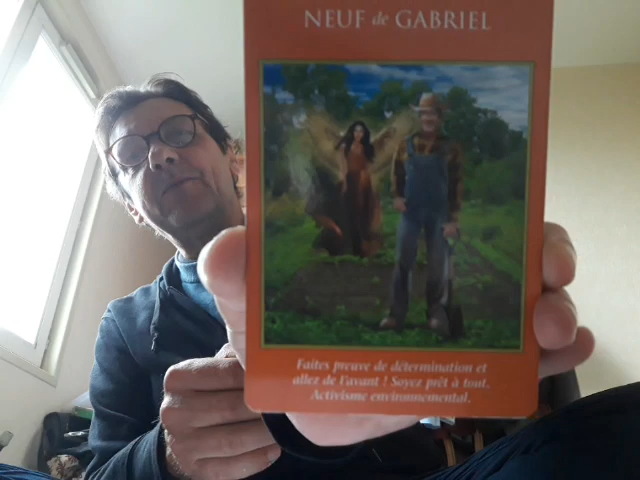 NEUF de GABRIEL
Faites preuve de détermination et
allez de l'avant ! Soyez prêt à tout.
Activisme environnemental.